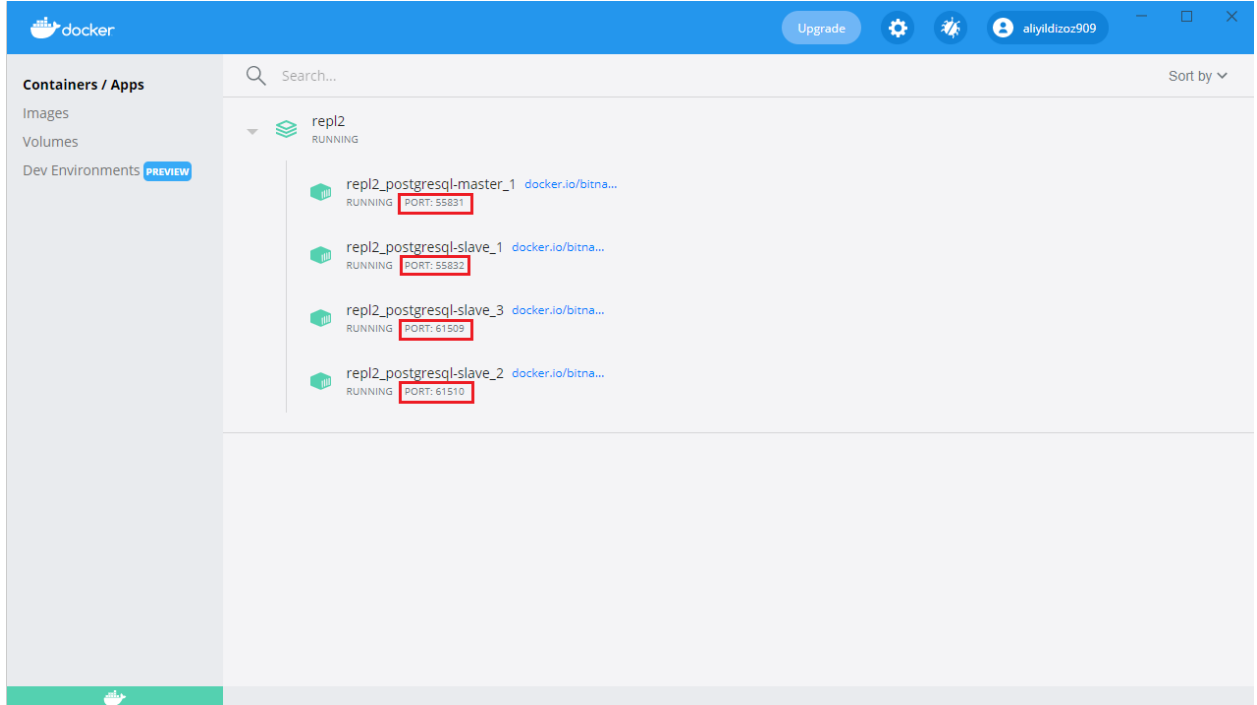 docker
Upgrade
aliyildizoz909
Containers / Apps
Images
Volumes
Dev Environments PREVIEW
Search...
Sort by
repl2
RUNNING
repl2_postgresql-master_1 docker.io/bitna...
RUNNING PORT: 55831
repl2_postgresql-slave_1 docker.io/bitna...
RUNNING PORT: 55832
repl2_postgresql-slave_3 docker.io/bitna...
RUNNING PORT: 61509
repl2_postgresql-slave_2 docker.io/bitna...
RUNNING PORT: 61510